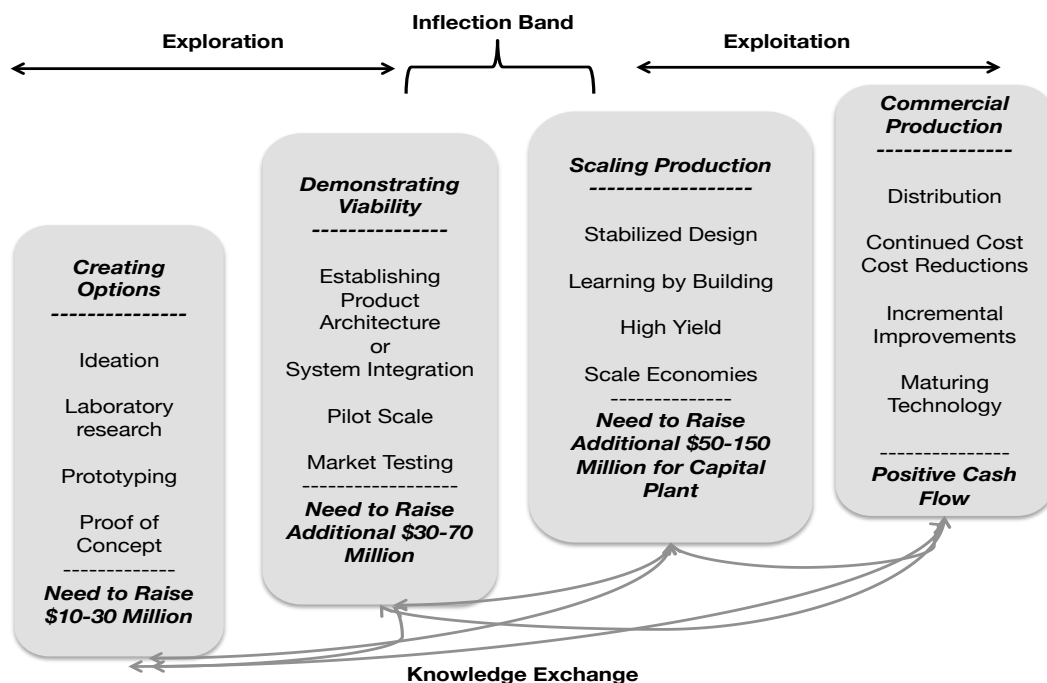 Exploration
Inflection Band
Exploitation
Creating
Options
---------------
Ideation
Laboratory
research
Prototyping
Proof of
Concept
-------------
Need to Raise
$10-30 Million
Demonstrating
Viability
---------------
Establishing
Product
Architecture
or
System Integration
Pilot Scale
Market Testing
------------------
Need to Raise
Additional $30-70
Million
Scaling Production
------------------
Stabilized Design
Learning by Building
High Yield
Scale Economies
--------------
Need to Raise
Additional $50-150
Million for Capital
Plant
Commercial
Production
---------------
Distribution
Continued Cost
Cost Reductions
Incremental
Improvements
Maturing
Technology
---------------
Positive Cash
Flow
Knowledge Exchange